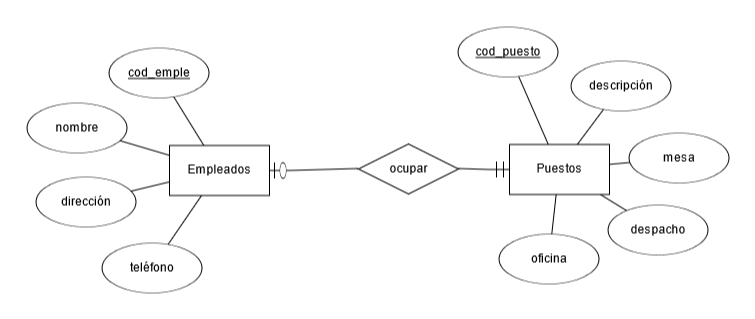 cod_puesto
cod_emple
descripción
nombre
mesa
Empleados
ocupar
Puestos
dirección
despacho
oficina
teléfono